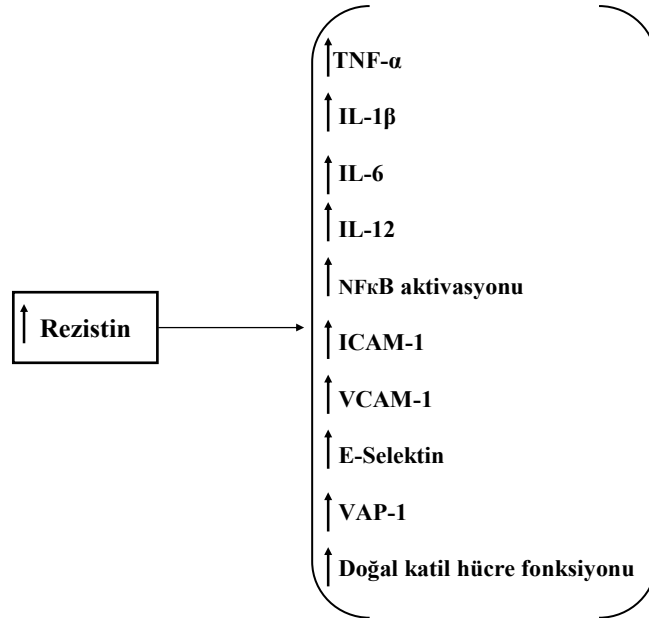 ↑ TNF-α
↑ IL-1β
↑ IL-6
↑ IL-12
↑ NFκB aktivasyonu
↑ Rezistin
↑ ICAM-1
↑ VCAM-1
↑ E-Selektin
↑ VAP-1
↑ Doğal katil hücre fonksiyonu